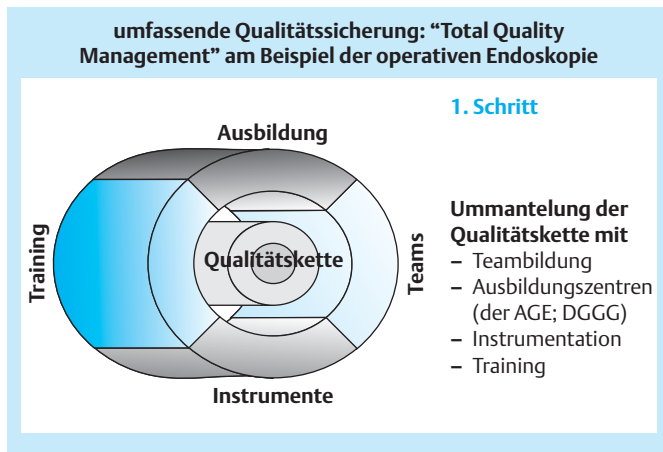 umfassende Qualitätssicherung: “Total Quality
Management” am Beispiel der operativen Endoskopie
1. Schritt
Ausbildung
Training
Qualitätskette
Teams
Instrumente
Ummantelung der
Qualitätskette mit
– Teambildung
– Ausbildungszentren
(der AGE; DGGG)
– Instrumentation
– Training